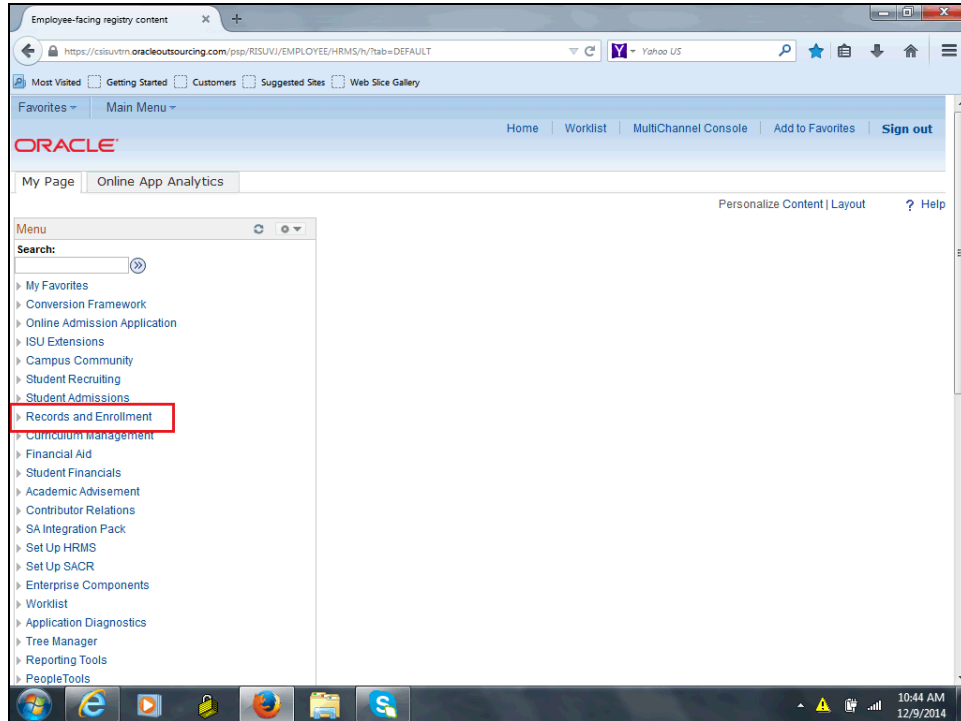 Employee-facing registry content
https://csisuvtrn.oracleoutsourcing.com/psp/RISUVJ/EMPLOYEE/HRMS/h/?tab=DEFAULT
Yahoo US
Most Visited Getting Started Customers Suggested Sites Web Slice Gallery
Favorites Main Menu
Home Worklist MultiChannel Console Add to Favorites Sign out
ORACLE
My Page Online App Analytics
Personalize Content | Layout ? Help
Menu
Search:
My Favorites
Conversion Framework
Online Admission Application
ISU Extensions
Campus Community
Student Recruiting
Student Admissions
Records and Enrollment
Curriculum Management
Financial Aid
Student Financials
Academic Advisement
Contributor Relations
SA Integration Pack
Set Up HRMS
Set Up SACR
Enterprise Components
Worklist
Application Diagnostics
Tree Manager
Reporting Tools
PeopleTools
10:44 AM
12/9/2014